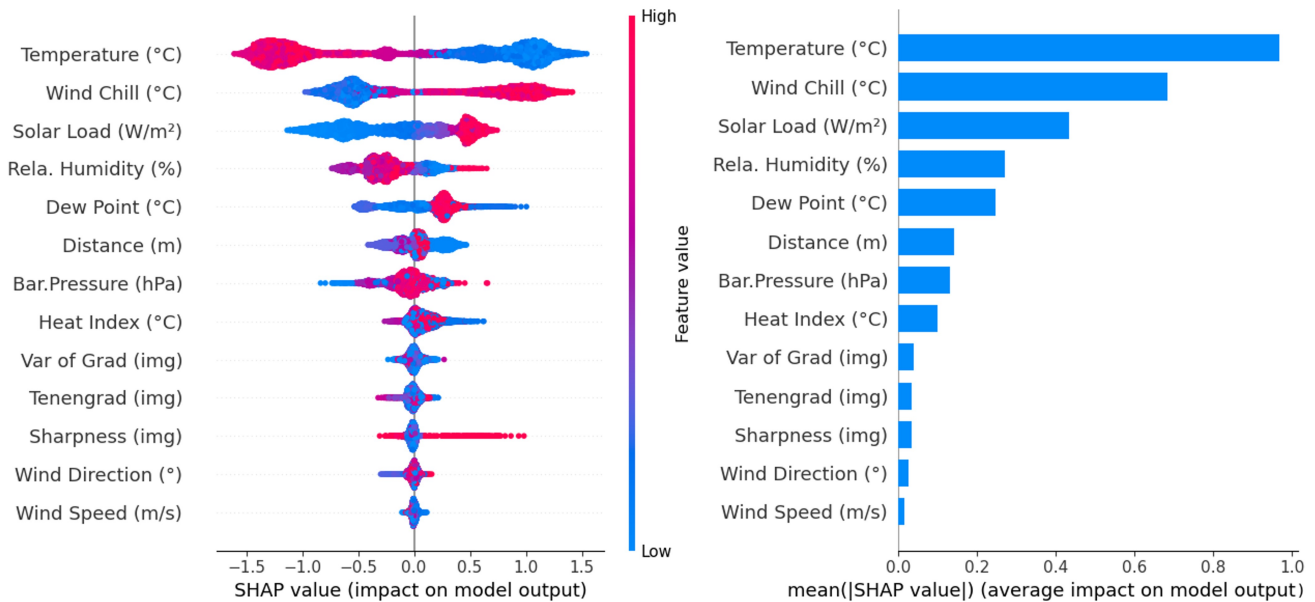 High
Temperature (°C)
Wind Chill (°C)
Solar Load (W/m²)
Rela. Humidity (%)
Dew Point (°C)
Distance (m)
Bar.Pressure (hPa)
Heat Index (°C)
Var of Grad (img)
Tenengrad (img)
Sharpness (img)
Wind Direction (°)
Wind Speed (m/s)
Low
Feature value
−1.5 −1.0 −0.5 0.0 0.5 1.0 1.5
SHAP value (impact on model output)
Temperature (°C)
Wind Chill (°C)
Solar Load (W/m²)
Rela. Humidity (%)
Dew Point (°C)
Distance (m)
Bar.Pressure (hPa)
Heat Index (°C)
Var of Grad (img)
Tenengrad (img)
Sharpness (img)
Wind Direction (°)
Wind Speed (m/s)
0.0 0.2 0.4 0.6 0.8 1.0
mean(|SHAP value|) (average impact on model output)